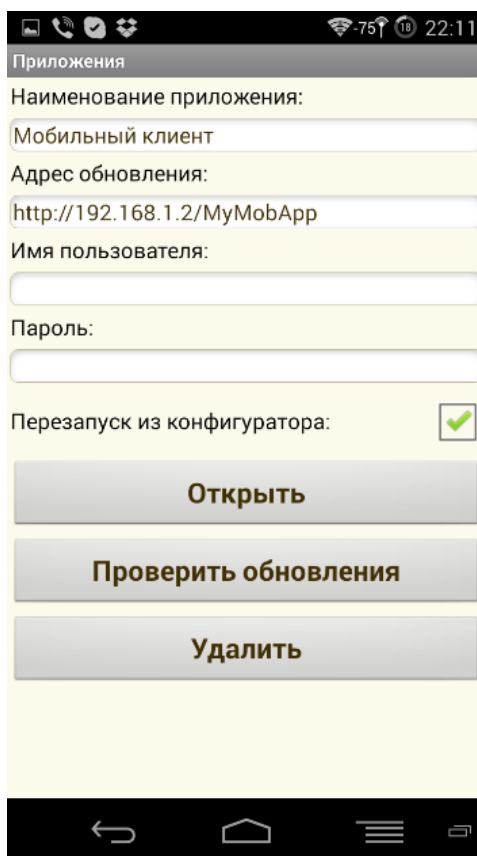 -75 18 22:11
Приложения
Наименование приложения:
Мобильный клиент
Адрес обновления:
http://192.168.1.2/MyMobApp
Имя пользователя:
Пароль:
Перезапуск из конфигуратора:
Открыть
Проверить обновления
Удалить